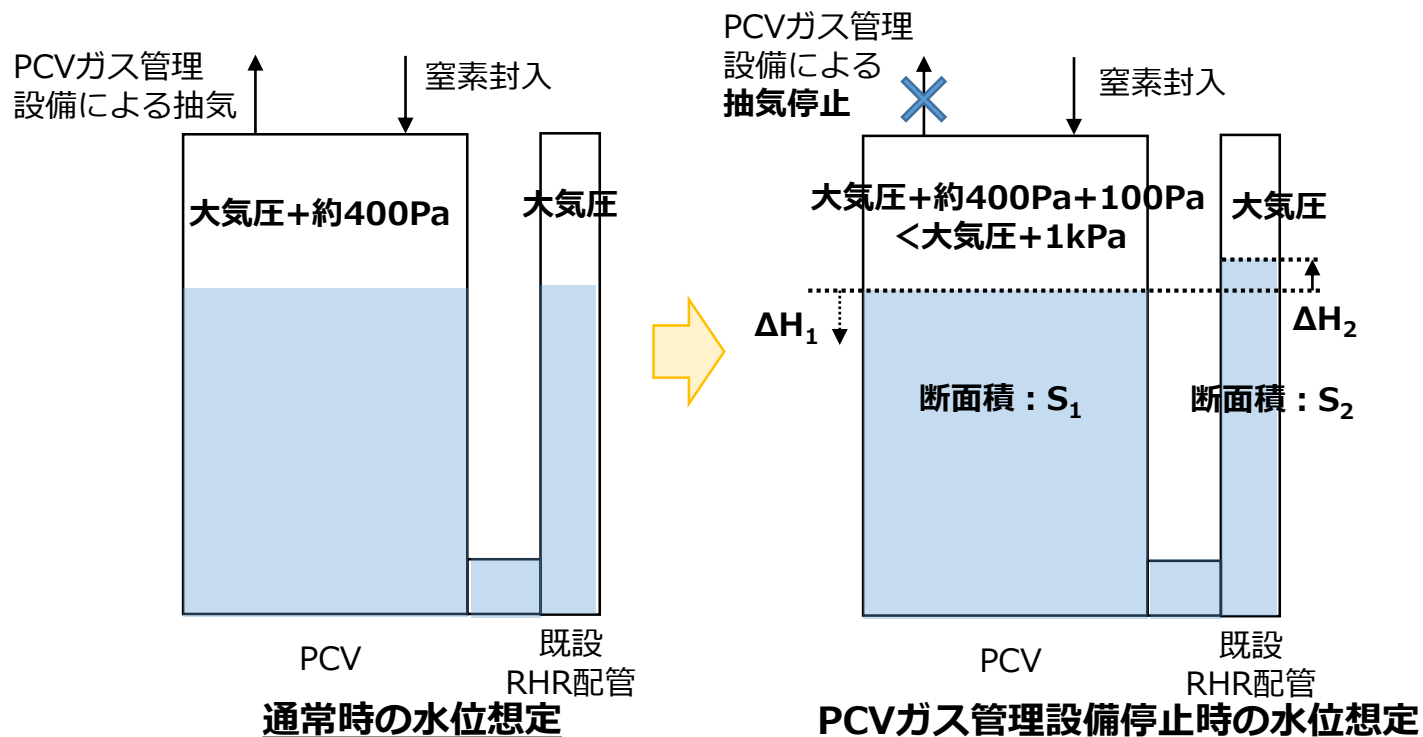 PCVガス管理
設備による抽気
窒素封入
大気圧+約400Pa
大気圧
PCV
既設
RHR配管
通常時の水位想定
PCVガス管理
設備による
抽気停止
窒素封入
大気圧+約400Pa+100Pa
＜大気圧+1kPa
大気圧
ΔH₁
ΔH₂
断面積：S₁
断面積：S₂
PCV
既設
RHR配管
PCVガス管理設備停止時の水位想定